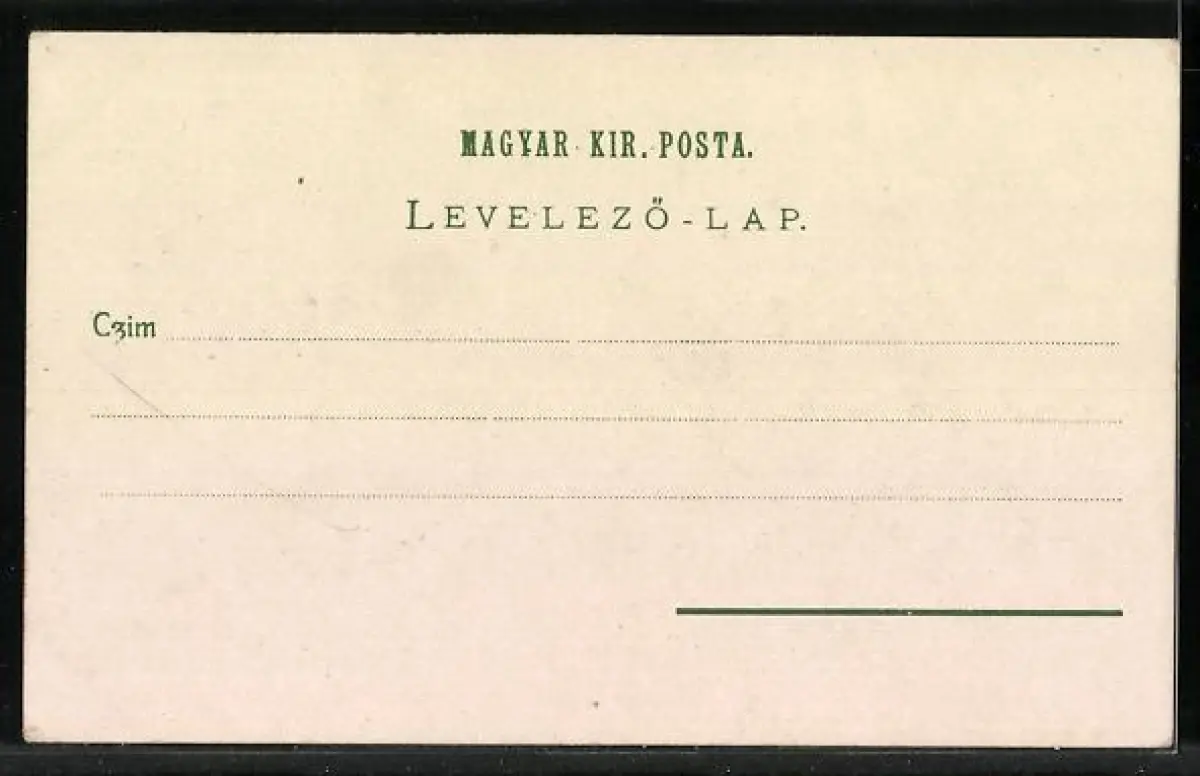 MAGYAR KIR. POSTA.
LEVELEZŐ-LAP.
Czim